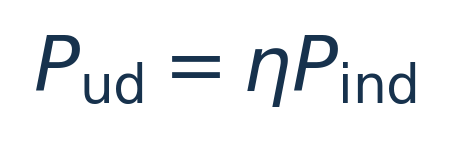 P_ud = ηP_ind